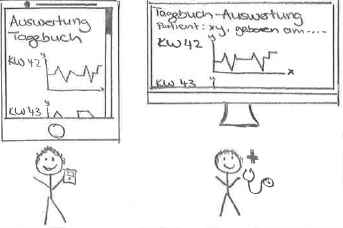 Auswertung
Tagebuch
KW 42
y
x
KW 43
y
Tagebuch-Auswertung
Patient: xy, geboren am.....
KW 42
y
x
KW 43
y